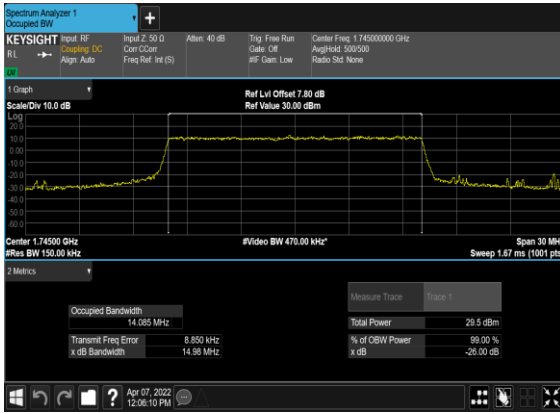 Spectrum Analyzer 1
Occupied BW
+
KEYSIGHT Input: RF Input Z: 50 Ω Atten: 40 dB Trig: Free Run Center Freq: 1.745000000 GHz
RL Coupling: DC Corr CCorr Gate: Off Avg|Hold: 500/500
Align: Auto Freq Ref: Int (S) #IF Gain: Low Radio Std: None
1 Graph
Scale/Div 10.0 dB Ref Lvl Offset 7.80 dB
Ref Value 30.00 dBm
Log
20.0
10.0
0.00
-10.0
-20.0
-30.0
-40.0
-50.0
-60.0
Center 1.74500 GHz #Video BW 470.00 kHz* Span 30 MH
#Res BW 150.00 kHz Sweep 1.67 ms (1001 pts
2 Metrics
Measure Trace Trace 1
Occupied Bandwidth
14.085 MHz Total Power 29.5 dBm
Transmit Freq Error 8.850 kHz % of OBW Power 99.00 %
x dB Bandwidth 14.98 MHz x dB -26.00 dB
? Apr 07, 2022
12:06:10 PM